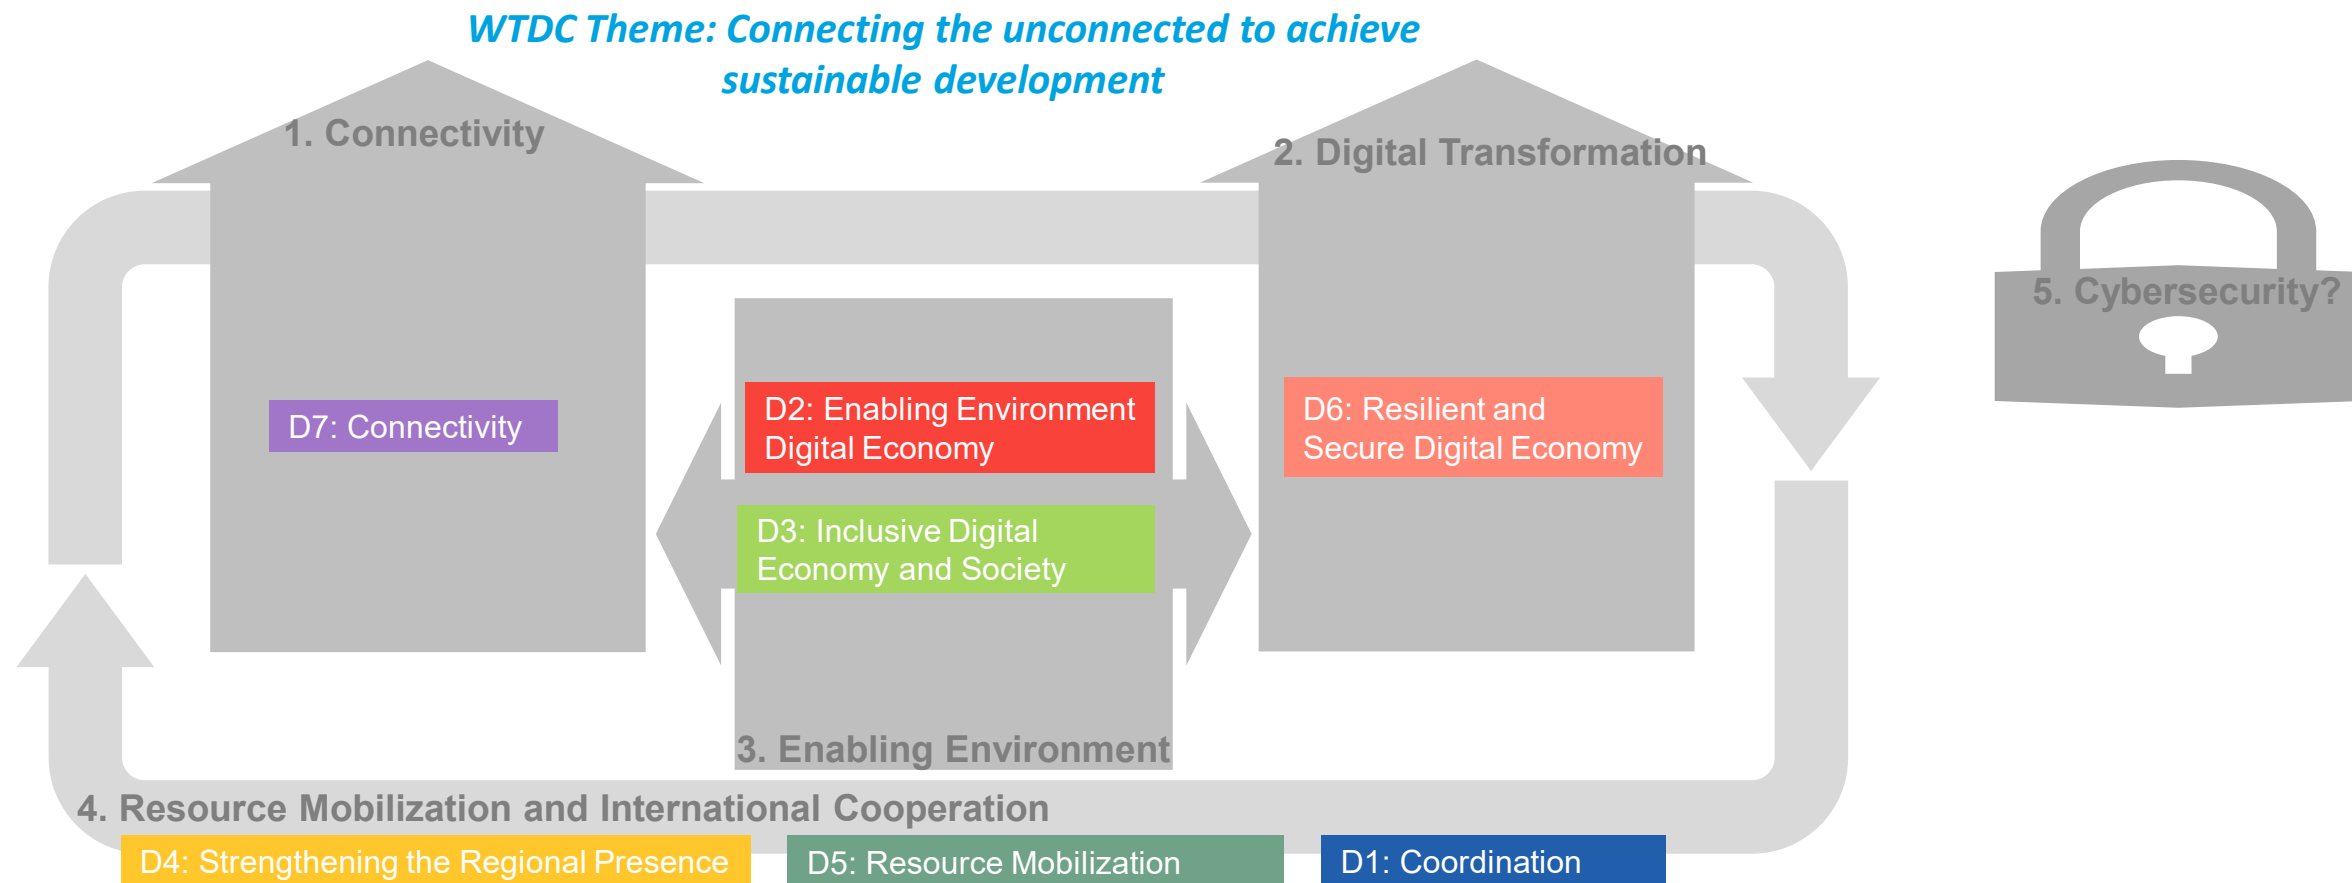 WTDC Theme: Connecting the unconnected to achieve
sustainable development
1. Connectivity
2. Digital Transformation
5. Cybersecurity?
D7: Connectivity
D2: Enabling Environment
Digital Economy
D6: Resilient and
Secure Digital Economy
D3: Inclusive Digital
Economy and Society
3. Enabling Environment
4. Resource Mobilization and International Cooperation
D4: Strengthening the Regional Presence
D5: Resource Mobilization
D1: Coordination